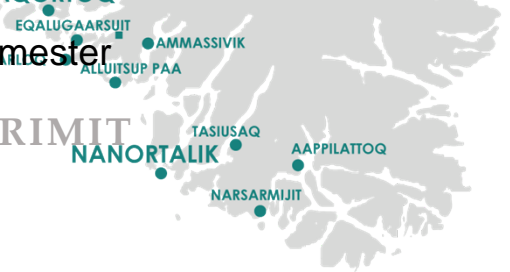 EQALUGAARSUIT
AMMASSIVIK
mester
ALLUITSUP PAA
RIMIT
TASIUSAQ
AAPPILATTOQ
NANORTALIK
NARSARMIJIT